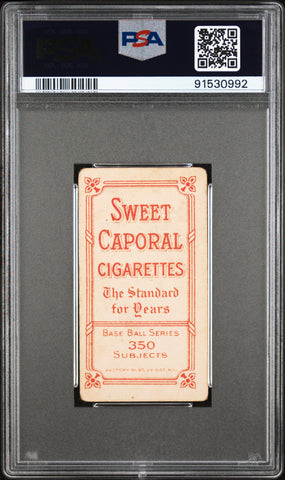 PSA
91530992
SWEET
CAPORAL
CIGARETTES
The Standard
for Years
BASE BALL SERIES
350
SUBJECTS